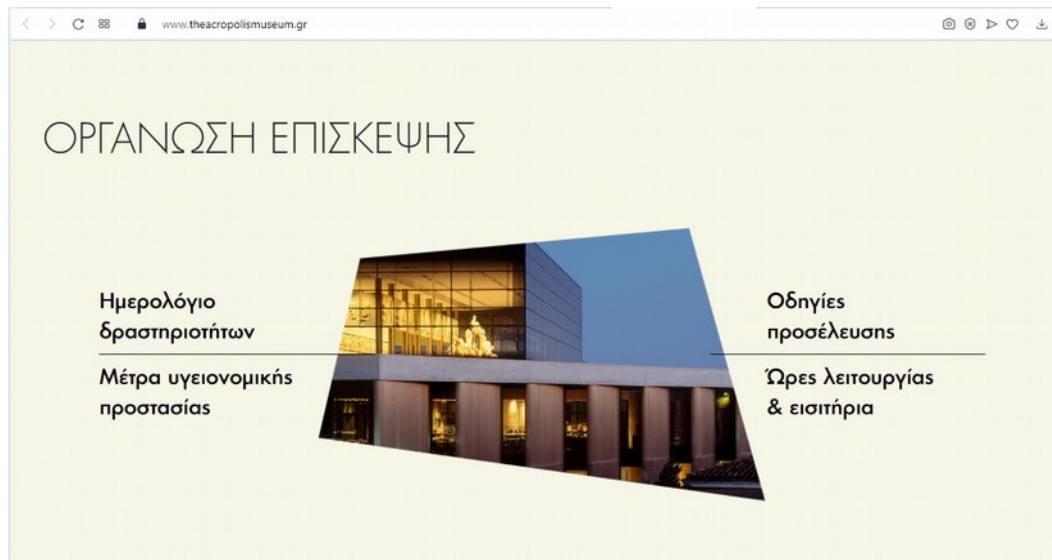 www.theacropolismuseum.gr
ΟΡΓΑΝΩΣΗ ΕΠΙΣΚΕΨΗΣ
Ημερολόγιο
δραστηριοτήτων
Μέτρα υγειονομικής
προστασίας
Οδηγίες
προσέλευσης
Ώρες λειτουργίας
& εισιτήρια